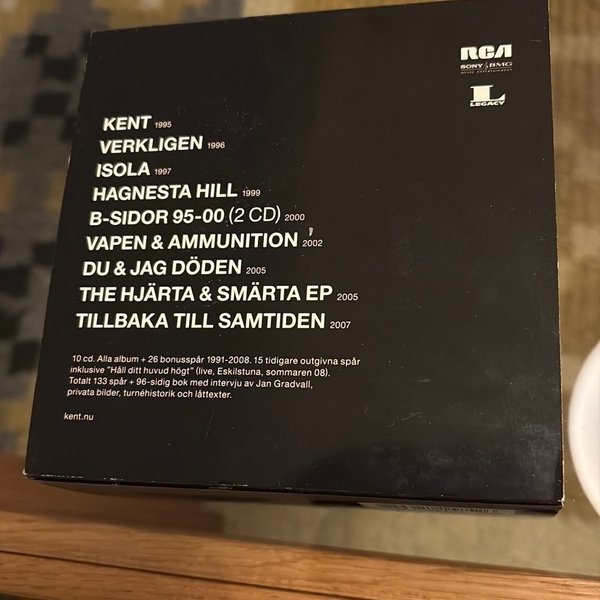 RCA
SONY BMG
MUSIC ENTERTAINMENT
L
LEGACY
KENT 1995
VERKLIGEN 1996
ISOLA 1997
HAGNESTA HILL 1999
B-SIDOR 95-00 (2 CD) 2000
VAPEN & AMMUNITION 2002
DU & JAG DÖDEN 2005
THE HJÄRTA & SMÄRTA EP 2005
TILLBAKA TILL SAMTIDEN 2007
10 cd. Alla album + 26 bonusspår 1991-2008. 15 tidigare outgivna spår
inklusive "Håll ditt huvud högt" (live, Eskilstuna, sommaren 08).
Totalt 133 spår + 96-sidig bok med intervju av Jan Gradvall,
privata bilder, turnéhistorik och låttexter.
kent.nu